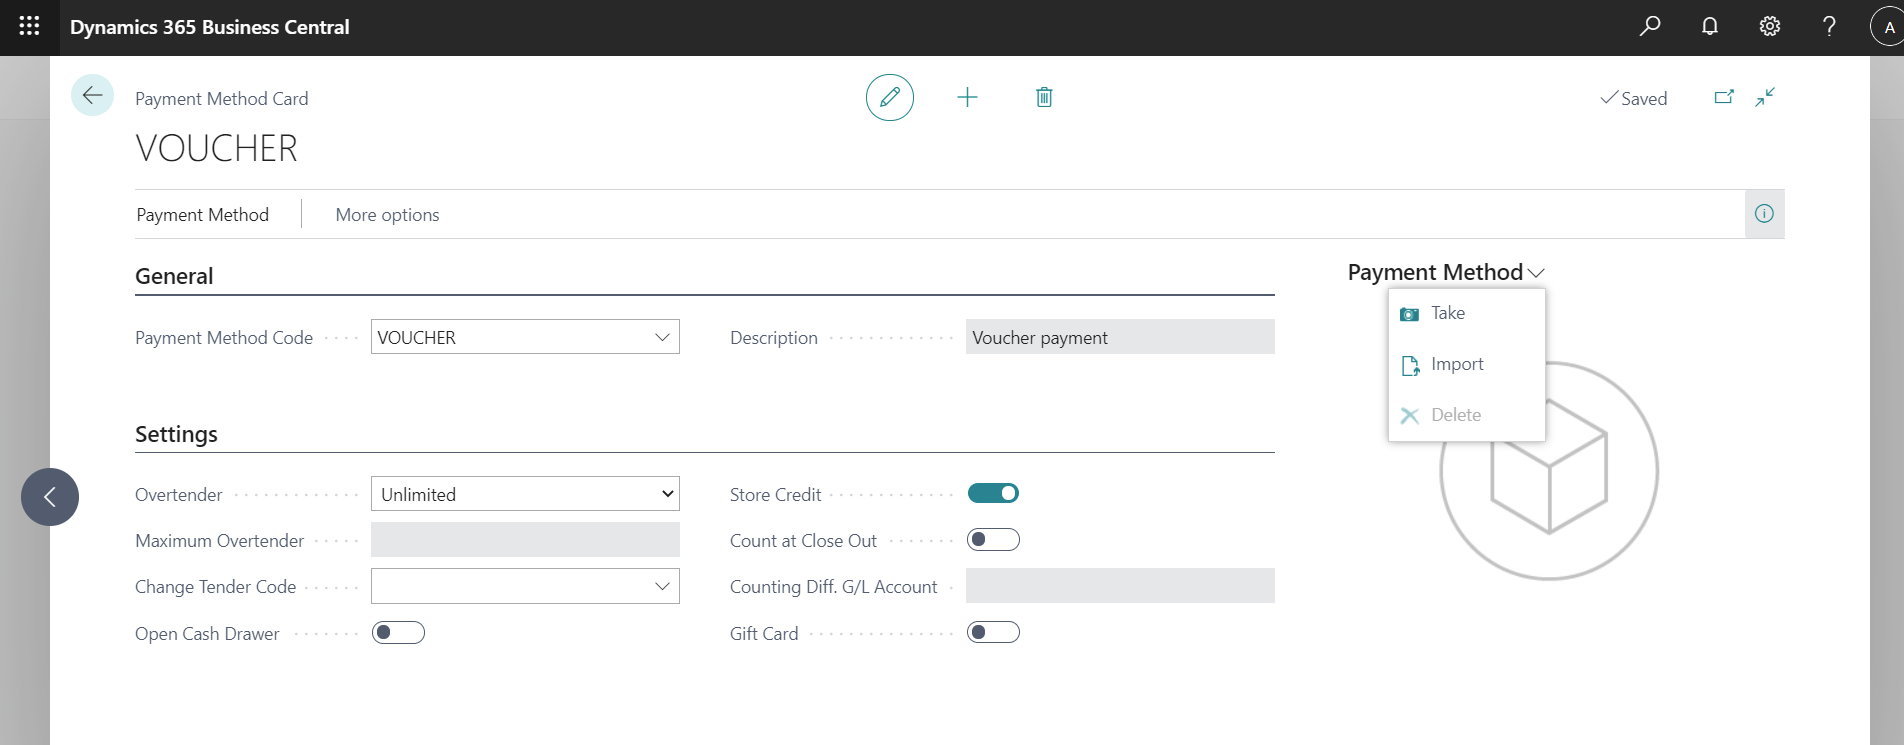 Dynamics 365 Business Central
A
Payment Method Card
Saved
VOUCHER
Payment Method
More options
General
Payment Method Code
VOUCHER
Description
Voucher payment
Settings
Overtender
Unlimited
Store Credit
Maximum Overtender
Count at Close Out
Change Tender Code
Counting Diff. G/L Account
Open Cash Drawer
Gift Card
Payment Method
Take
Import
Delete